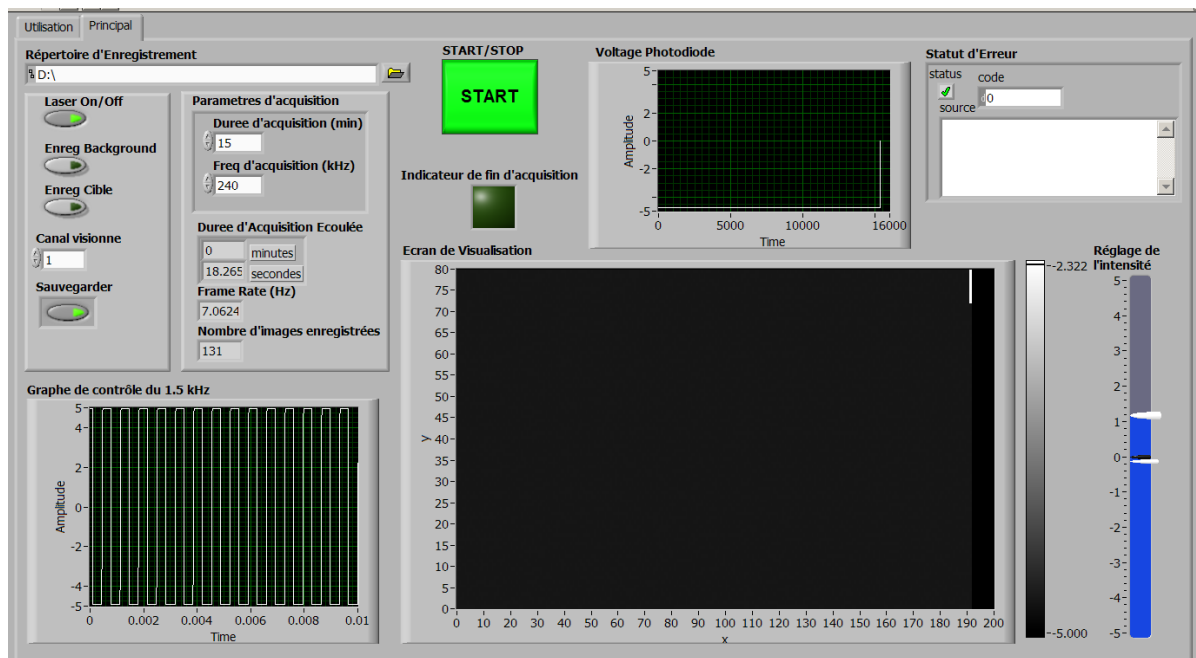 Utilisation Principal
Répertoire d'Enregistrement
D:\
Laser On/Off
Enreg Background
Enreg Cible
Canal visionne
1
Sauvegarder
Parametres d'acquisition
Duree d'acquisition (min)
15
Freq d'acquisition (kHz)
240
Duree d'Acquisition Ecoulée
0 minutes
18.265 secondes
Frame Rate (Hz)
7.0624
Nombre d'images enregistrées
131
START/STOP
START
Indicateur de fin d'acquisition
Voltage Photodiode
Amplitude
5-
2-
0-
-2-
-5-
0 5000 10000 16000
Time
Statut d'Erreur
status code
0
source
Graphe de contrôle du 1.5 kHz
Amplitude
5-
4-
2-
0-
-2-
-4-
-5-
0 0.002 0.004 0.006 0.008 0.01
Time
Ecran de Visualisation
y
80-
75-
70-
65-
60-
55-
50-
45-
40-
35-
30-
25-
20-
15-
10-
5-
0-
0 10 20 30 40 50 60 70 80 90 100 110 120 130 140 150 160 170 180 190 200
x
--2.322
--5.000
Réglage de
l'intensité
5-
4-
3-
2-
1-
0-
-1-
-2-
-3-
-4-
-5-